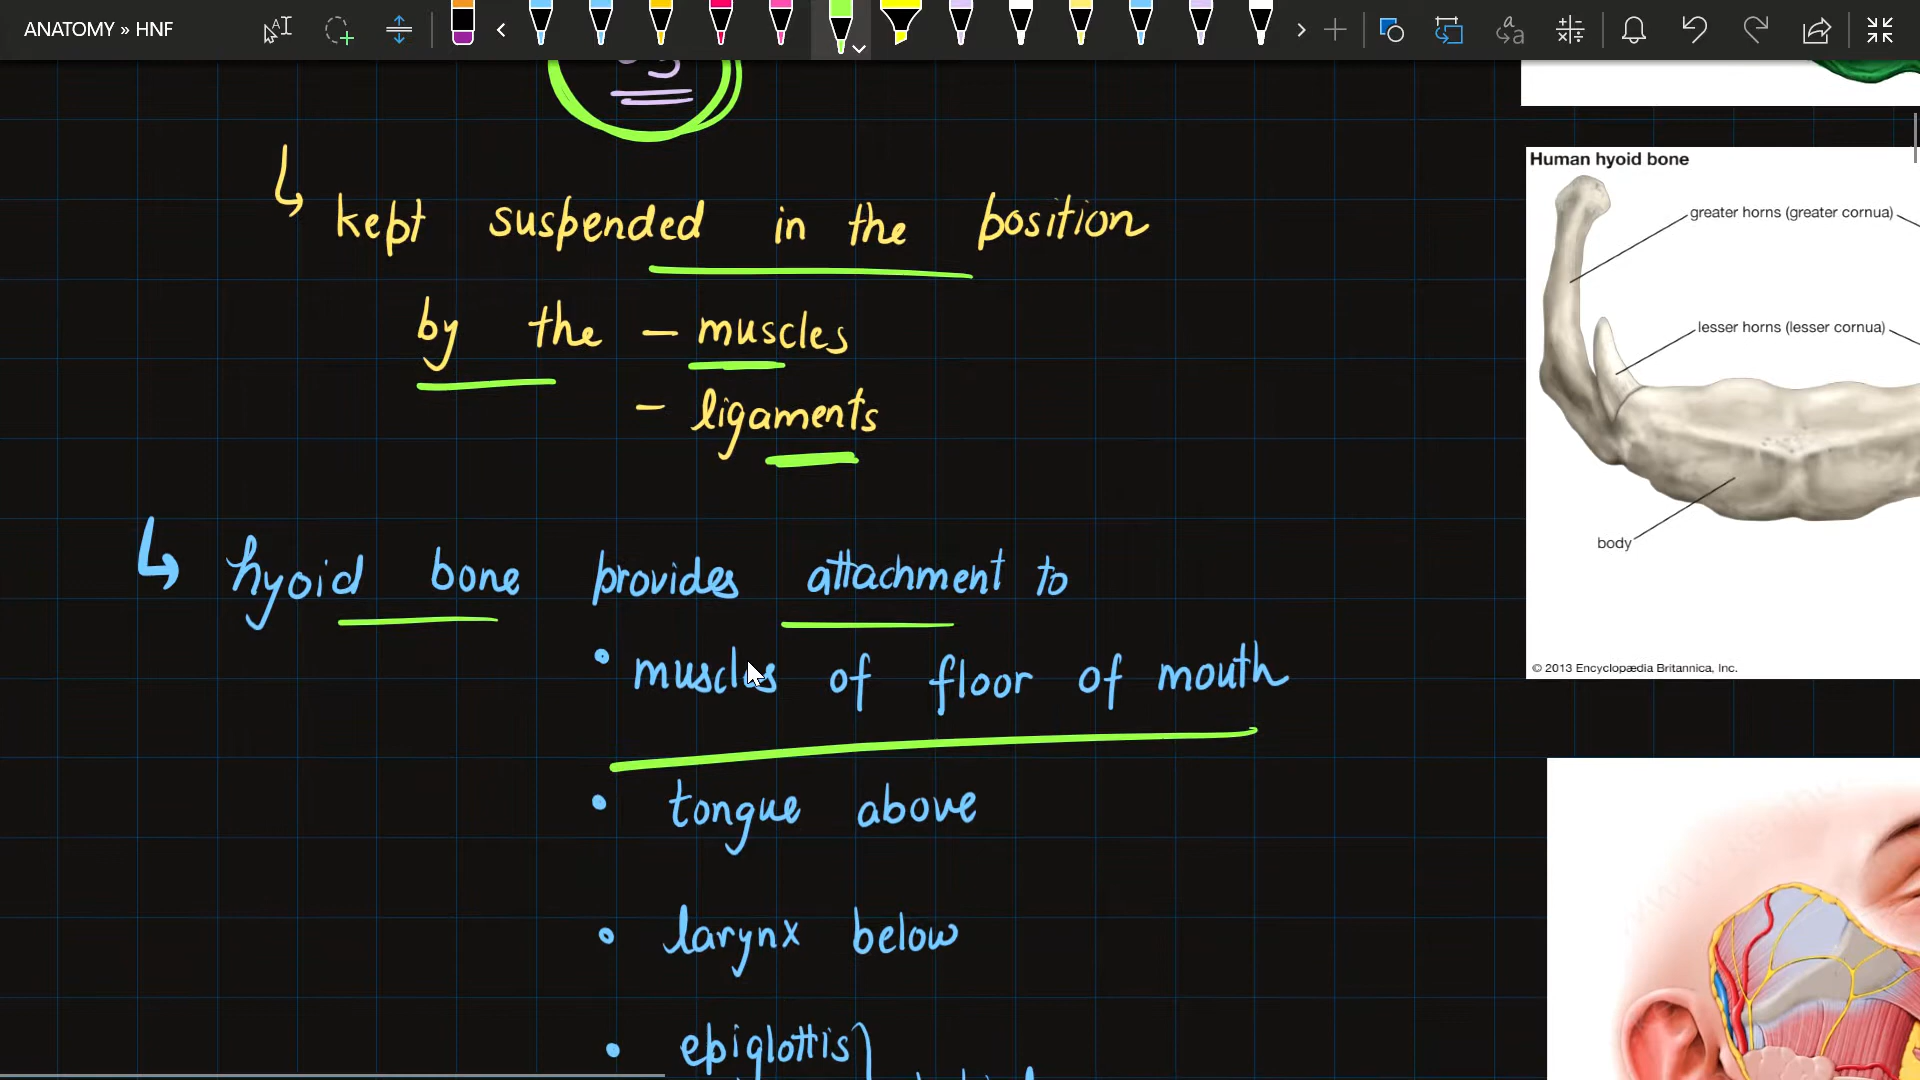 ANATOMY » HNF
kept suspended in the position
by the – muscles
– ligaments
hyoid bone provides attachment to
• muscles of floor of mouth
• tongue above
• larynx below
• epiglottis
Human hyoid bone
greater horns (greater cornua)
lesser horns (lesser cornua)
body
© 2013 Encyclopædia Britannica, Inc.